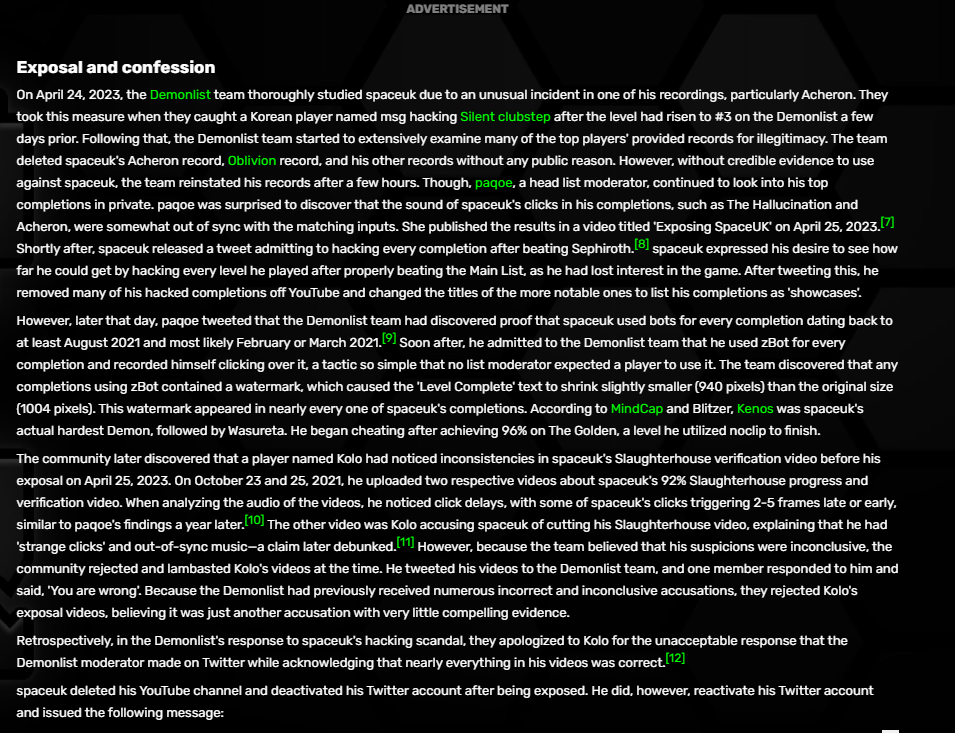 ADVERTISEMENT
Exposal and confession
On April 24, 2023, the Demonlist team thoroughly studied spaceuk due to an unusual incident in one of his recordings, particularly Acheron. They
took this measure when they caught a Korean player named msg hacking Silent clubstep after the level had risen to #3 on the Demonlist a few
days prior. Following that, the Demonlist team started to extensively examine many of the top players' provided records for illegitimacy. The team
deleted spaceuk's Acheron record, Oblivion record, and his other records without any public reason. However, without credible evidence to use
against spaceuk, the team reinstated his records after a few hours. Though, paqoe, a head list moderator, continued to look into his top
completions in private. paqoe was surprised to discover that the sound of spaceuk's clicks in his completions, such as The Hallucination and
Acheron, were somewhat out of sync with the matching inputs. She published the results in a video titled 'Exposing SpaceUK' on April 25, 2023.[7]
Shortly after, spaceuk released a tweet admitting to hacking every completion after beating Sephiroth.[8] spaceuk expressed his desire to see how
far he could get by hacking every level he played after properly beating the Main List, as he had lost interest in the game. After tweeting this, he
removed many of his hacked completions off YouTube and changed the titles of the more notable ones to list his completions as 'showcases'.
However, later that day, paqoe tweeted that the Demonlist team had discovered proof that spaceuk used bots for every completion dating back to
at least August 2021 and most likely February or March 2021.[9] Soon after, he admitted to the Demonlist team that he used zBot for every
completion and recorded himself clicking over it, a tactic so simple that no list moderator expected a player to use it. The team discovered that any
completions using zBot contained a watermark, which caused the 'Level Complete' text to shrink slightly smaller (940 pixels) than the original size
(1004 pixels). This watermark appeared in nearly every one of spaceuk's completions. According to MindCap and Blitzer, Kenos was spaceuk's
actual hardest Demon, followed by Wasureta. He began cheating after achieving 96% on The Golden, a level he utilized noclip to finish.
The community later discovered that a player named Kolo had noticed inconsistencies in spaceuk's Slaughterhouse verification video before his
exposal on April 25, 2023. On October 23 and 25, 2021, he uploaded two respective videos about spaceuk's 92% Slaughterhouse progress and
verification video. When analyzing the audio of the videos, he noticed click delays, with some of spaceuk's clicks triggering 2-5 frames late or early,
similar to paqoe's findings a year later.[10] The other video was Kolo accusing spaceuk of cutting his Slaughterhouse video, explaining that he had
'strange clicks' and out-of-sync music—a claim later debunked.[11] However, because the team believed that his suspicions were inconclusive, the
community rejected and lambasted Kolo's videos at the time. He tweeted his videos to the Demonlist team, and one member responded to him and
said, 'You are wrong'. Because the Demonlist had previously received numerous incorrect and inconclusive accusations, they rejected Kolo's
exposal videos, believing it was just another accusation with very little compelling evidence.
Retrospectively, in the Demonlist's response to spaceuk's hacking scandal, they apologized to Kolo for the unacceptable response that the
Demonlist moderator made on Twitter while acknowledging that nearly everything in his videos was correct.[12]
spaceuk deleted his YouTube channel and deactivated his Twitter account after being exposed. He did, however, reactivate his Twitter account
and issued the following message: